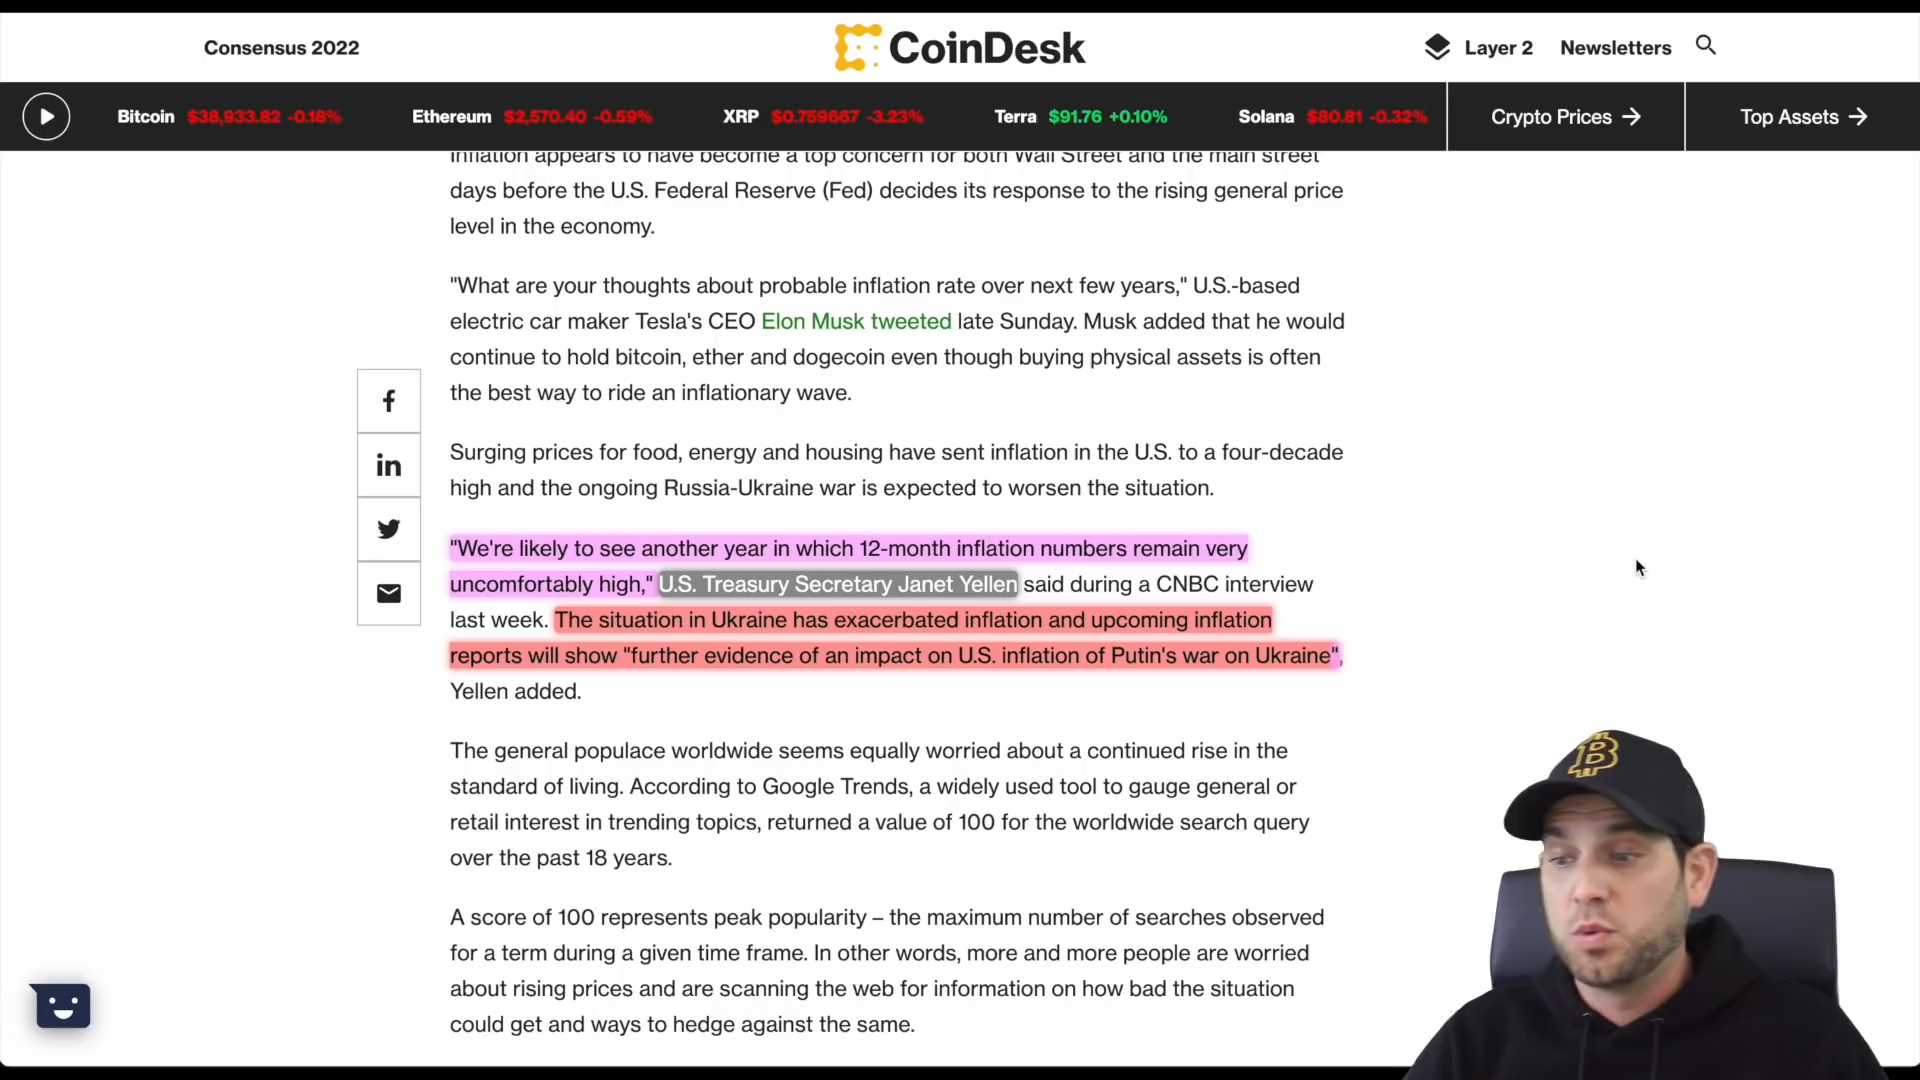 Consensus 2022
CoinDesk
Layer 2
Newsletters
Bitcoin $38,933.82 -0.18%
Ethereum $2,570.40 -0.59%
XRP $0.759667 -3.23%
Terra $91.76 +0.10%
Solana $80.81 -0.32%
Crypto Prices →
Top Assets →
Inflation appears to have become a top concern for both Wall Street and the main street
days before the U.S. Federal Reserve (Fed) decides its response to the rising general price
level in the economy.
"What are your thoughts about probable inflation rate over next few years," U.S.-based
electric car maker Tesla's CEO Elon Musk tweeted late Sunday. Musk added that he would
continue to hold bitcoin, ether and dogecoin even though buying physical assets is often
the best way to ride an inflationary wave.
Surging prices for food, energy and housing have sent inflation in the U.S. to a four-decade
high and the ongoing Russia-Ukraine war is expected to worsen the situation.
"We're likely to see another year in which 12-month inflation numbers remain very
uncomfortably high," U.S. Treasury Secretary Janet Yellen said during a CNBC interview
last week. The situation in Ukraine has exacerbated inflation and upcoming inflation
reports will show "further evidence of an impact on U.S. inflation of Putin's war on Ukraine",
Yellen added.
The general populace worldwide seems equally worried about a continued rise in the
standard of living. According to Google Trends, a widely used tool to gauge general or
retail interest in trending topics, returned a value of 100 for the worldwide search query
over the past 18 years.
A score of 100 represents peak popularity – the maximum number of searches observed
for a term during a given time frame. In other words, more and more people are worried
about rising prices and are scanning the web for information on how bad the situation
could get and ways to hedge against the same.